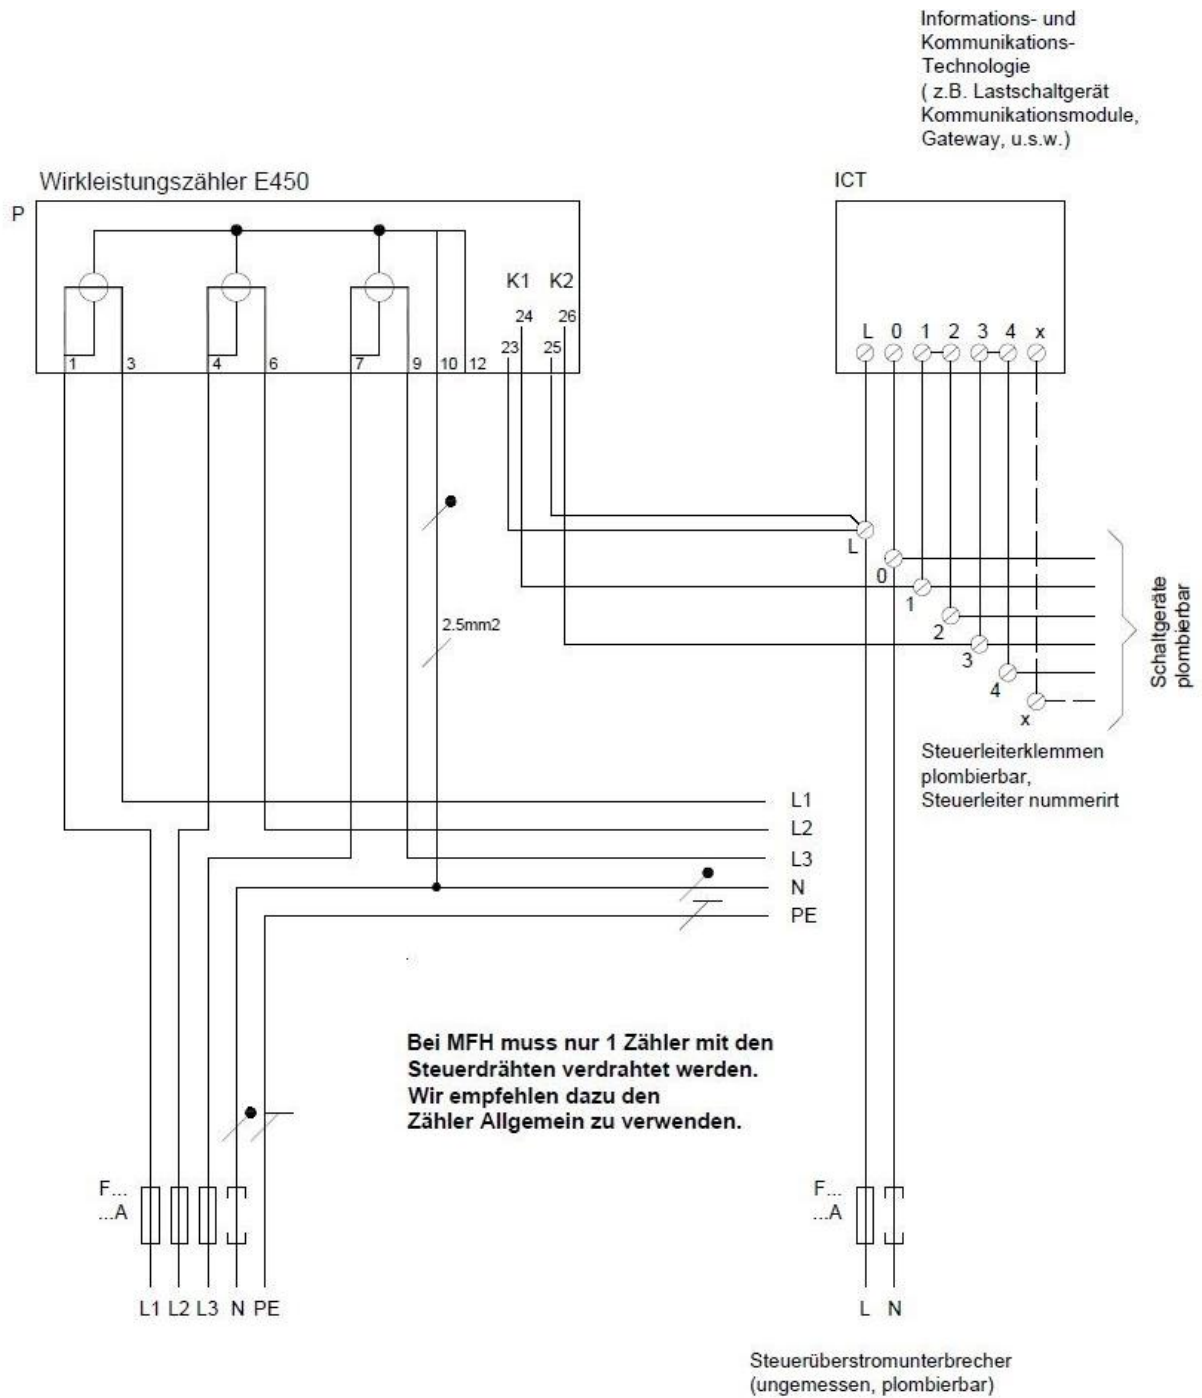 Informations- und
Kommunikations-
Technologie
( z.B. Lastschaltgerät
Kommunikationsmodule,
Gateway, u.s.w.)
Wirkleistungszähler E450
ICT
P
K1 K2
24 26
23 25
1 3 4 6 7 9 10 12
L 0 1 2 3 4 x
L
0
1
2
3
4
x
2.5mm2
Schaltgeräte
plombierbar
Steuerleiterklemmen
plombierbar,
Steuerleiter nummerirt
L1
L2
L3
N
PE
Bei MFH muss nur 1 Zähler mit den
Steuerdrähten verdrahtet werden.
Wir empfehlen dazu den
Zähler Allgemein zu verwenden.
F...
...A
F...
...A
L1 L2 L3 N PE
L N
Steuerüberstromunterbrecher
(ungemessen, plombierbar)